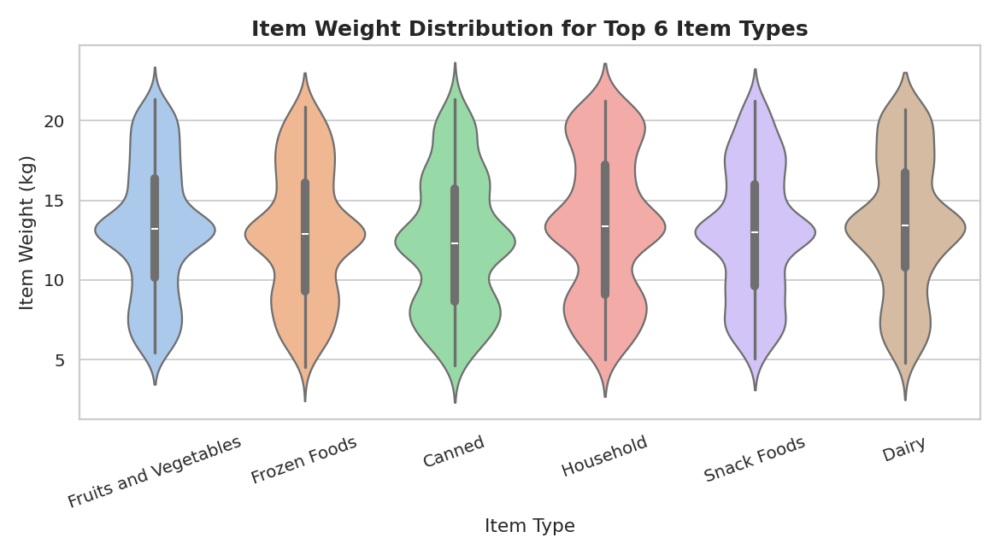 Item Weight Distribution for Top 6 Item Types
Item Weight (kg)
20
15
10
5
Fruits and Vegetables
Frozen Foods
Canned
Household
Snack Foods
Dairy
Item Type